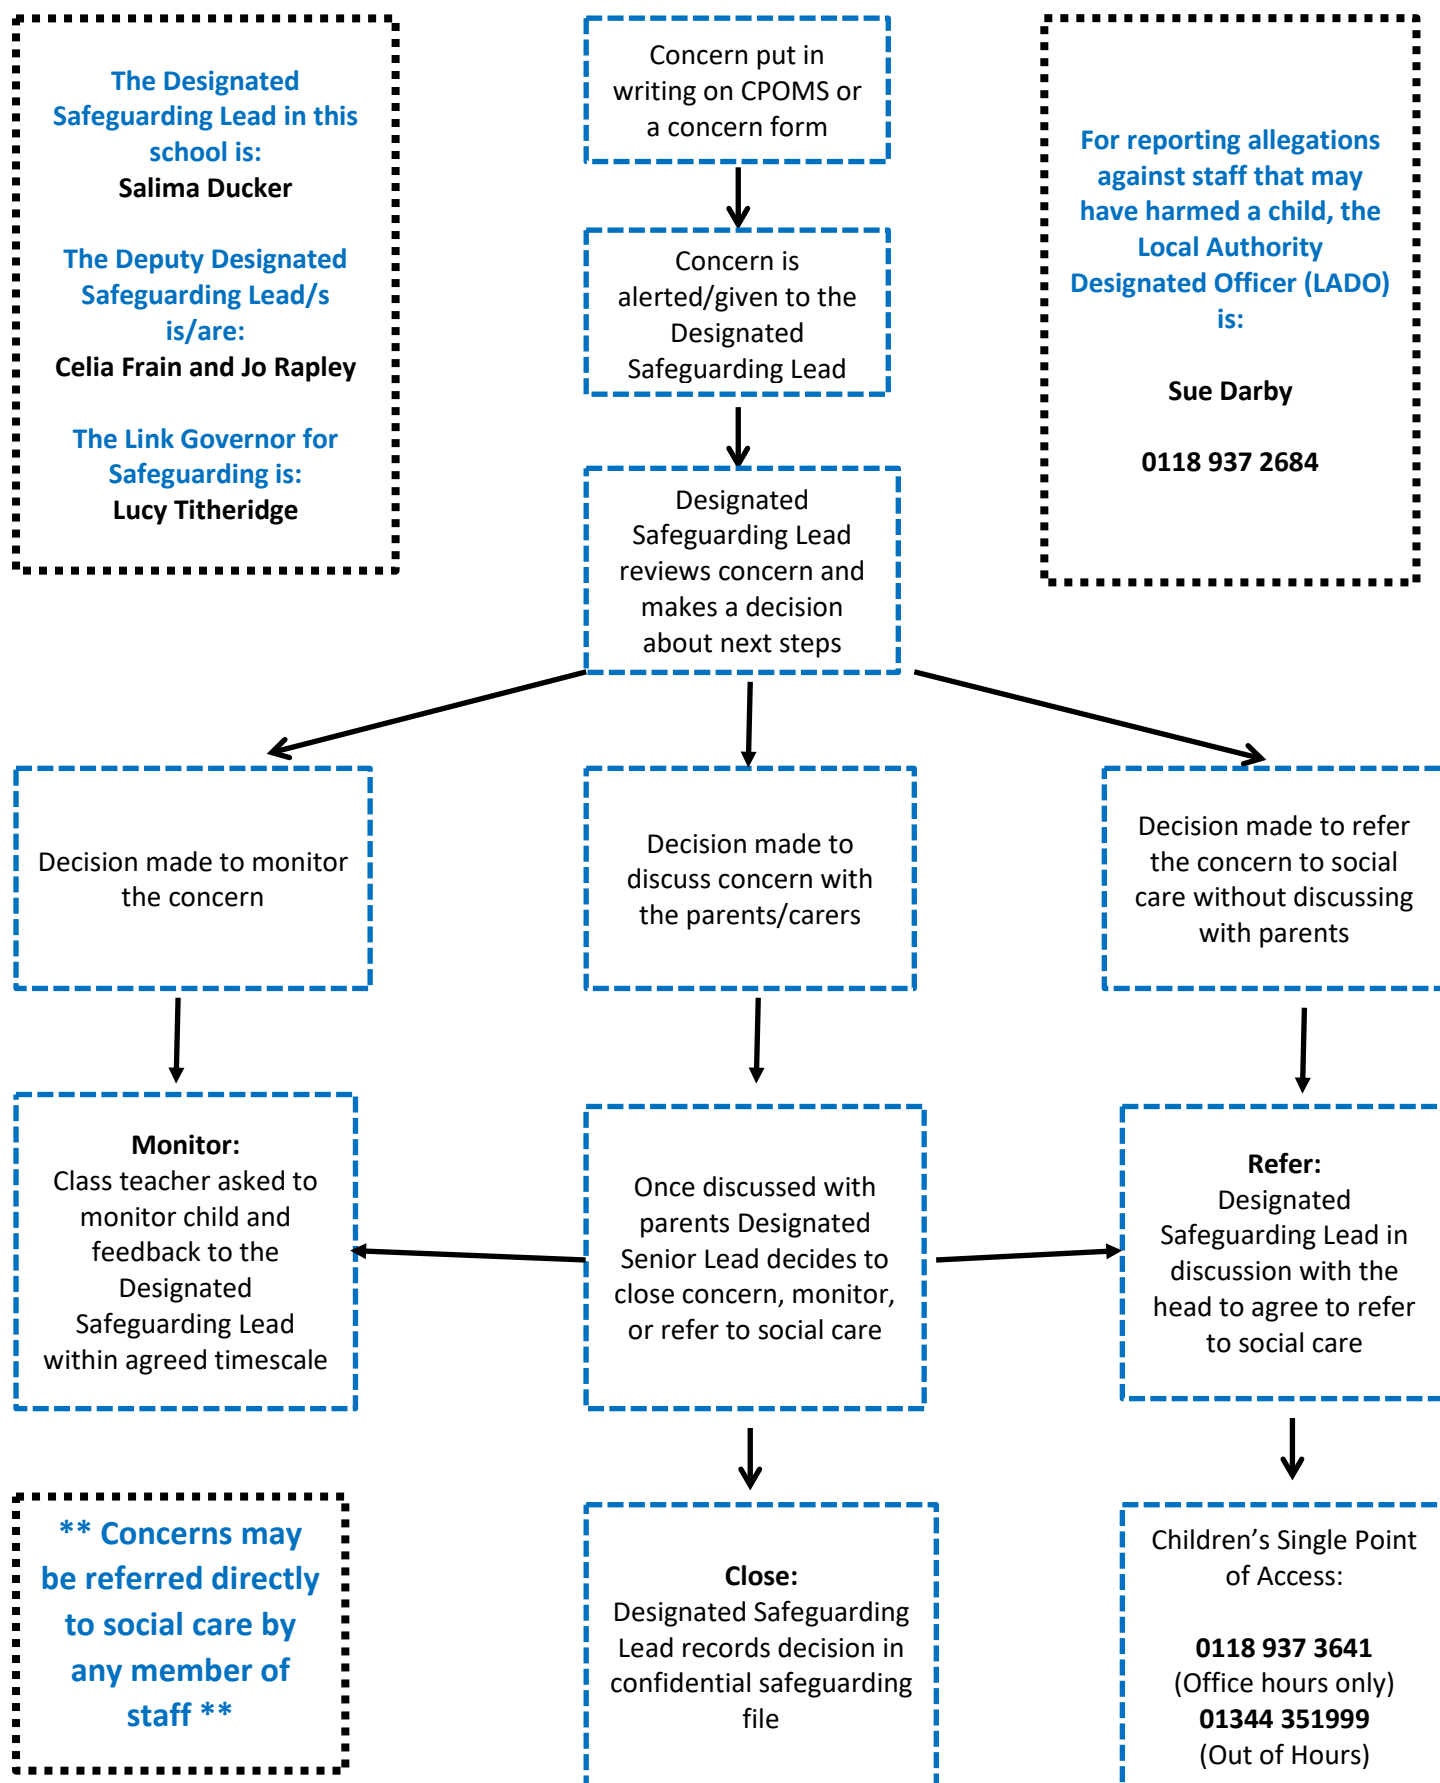 The Designated
Safeguarding Lead in this
school is:
Salima Ducker
The Deputy Designated
Safeguarding Lead/s
is/are:
Celia Frain and Jo Rapley
The Link Governor for
Safeguarding is:
Lucy Titheridge
Concern put in
writing on CPOMS or
a concern form
For reporting allegations
against staff that may
have harmed a child, the
Local Authority
Designated Officer (LADO)
is:
Sue Darby
0118 937 2684
Concern is
alerted/given to the
Designated
Safeguarding Lead
Designated
Safeguarding Lead
reviews concern and
makes a decision
about next steps
Decision made to monitor
the concern
Decision made to
discuss concern with
the parents/carers
Decision made to refer
the concern to social
care without discussing
with parents
Monitor:
Class teacher asked to
monitor child and
feedback to the
Designated
Safeguarding Lead
within agreed timescale
Once discussed with
parents Designated
Senior Lead decides to
close concern, monitor,
or refer to social care
Refer:
Designated
Safeguarding Lead in
discussion with the
head to agree to refer
to social care
** Concerns may
be referred directly
to social care by
any member of
staff **
Close:
Designated Safeguarding
Lead records decision in
confidential safeguarding
file
Children's Single Point
of Access:
0118 937 3641
(Office hours only)
01344 351999
(Out of Hours)